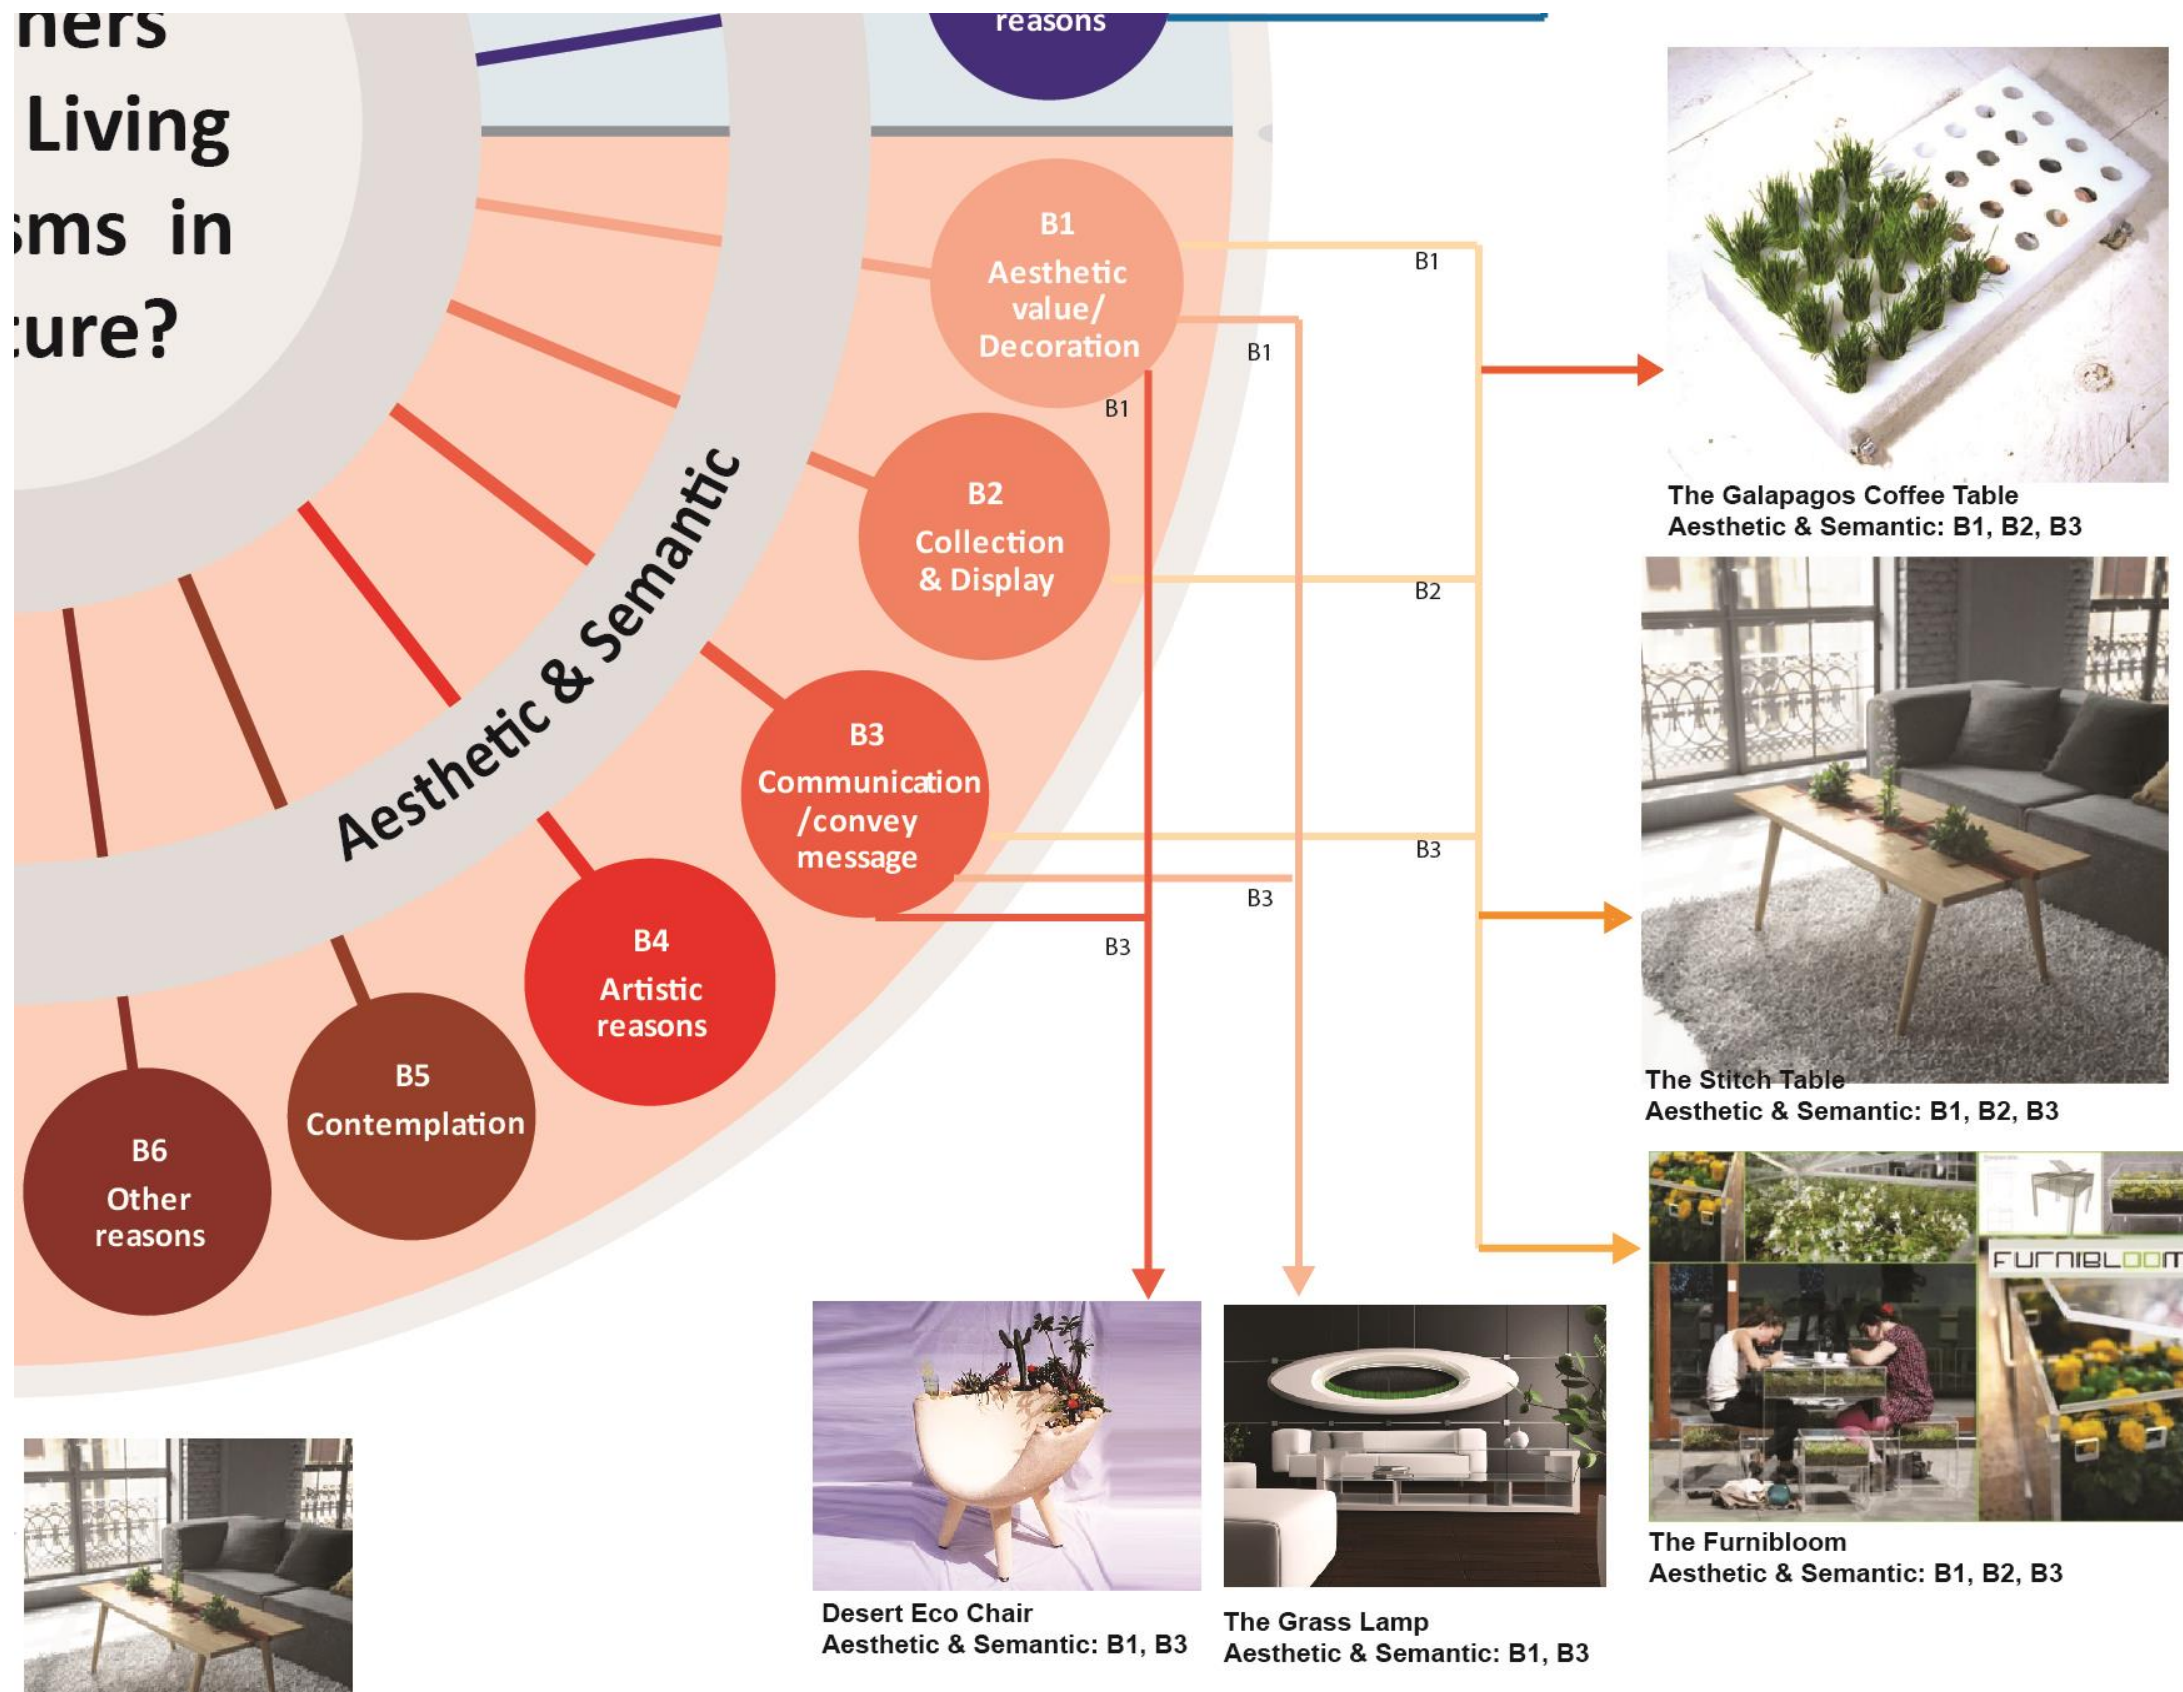 Living
in
reasons
B1
Aesthetic
value/
Decoration
B2
Collection
& Display
B3
Communication
/convey
message
B4
Artistic
reasons
B5
Contemplation
B6
Other
reasons
Aesthetic & Semantic
B1
B1
B1
B2
B3
B3
B3
The Galapagos Coffee Table
Aesthetic & Semantic: B1, B2, B3
The Stitch Table
Aesthetic & Semantic: B1, B2, B3
FURNIBLOOM
The Furnibloom
Aesthetic & Semantic: B1, B2, B3
Desert Eco Chair
Aesthetic & Semantic: B1, B3
The Grass Lamp
Aesthetic & Semantic: B1, B3